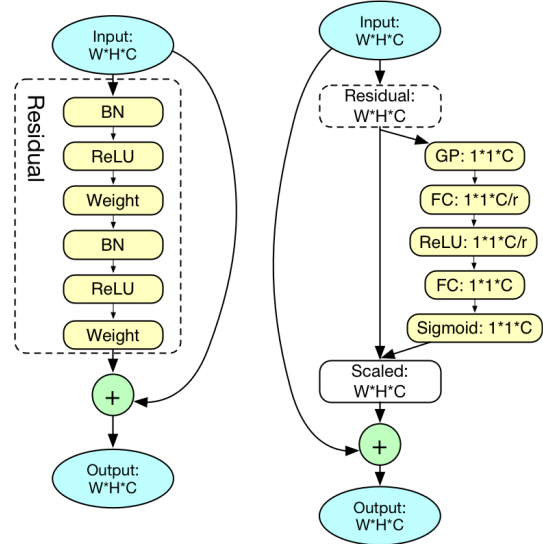 Input:
W*H*C
Residual
BN
ReLU
Weight
BN
ReLU
Weight
+
Output:
W*H*C
Input:
W*H*C
Residual:
W*H*C
GP: 1*1*C
FC: 1*1*C/r
ReLU: 1*1*C/r
FC: 1*1*C
Sigmoid: 1*1*C
Scaled:
W*H*C
+
Output:
W*H*C